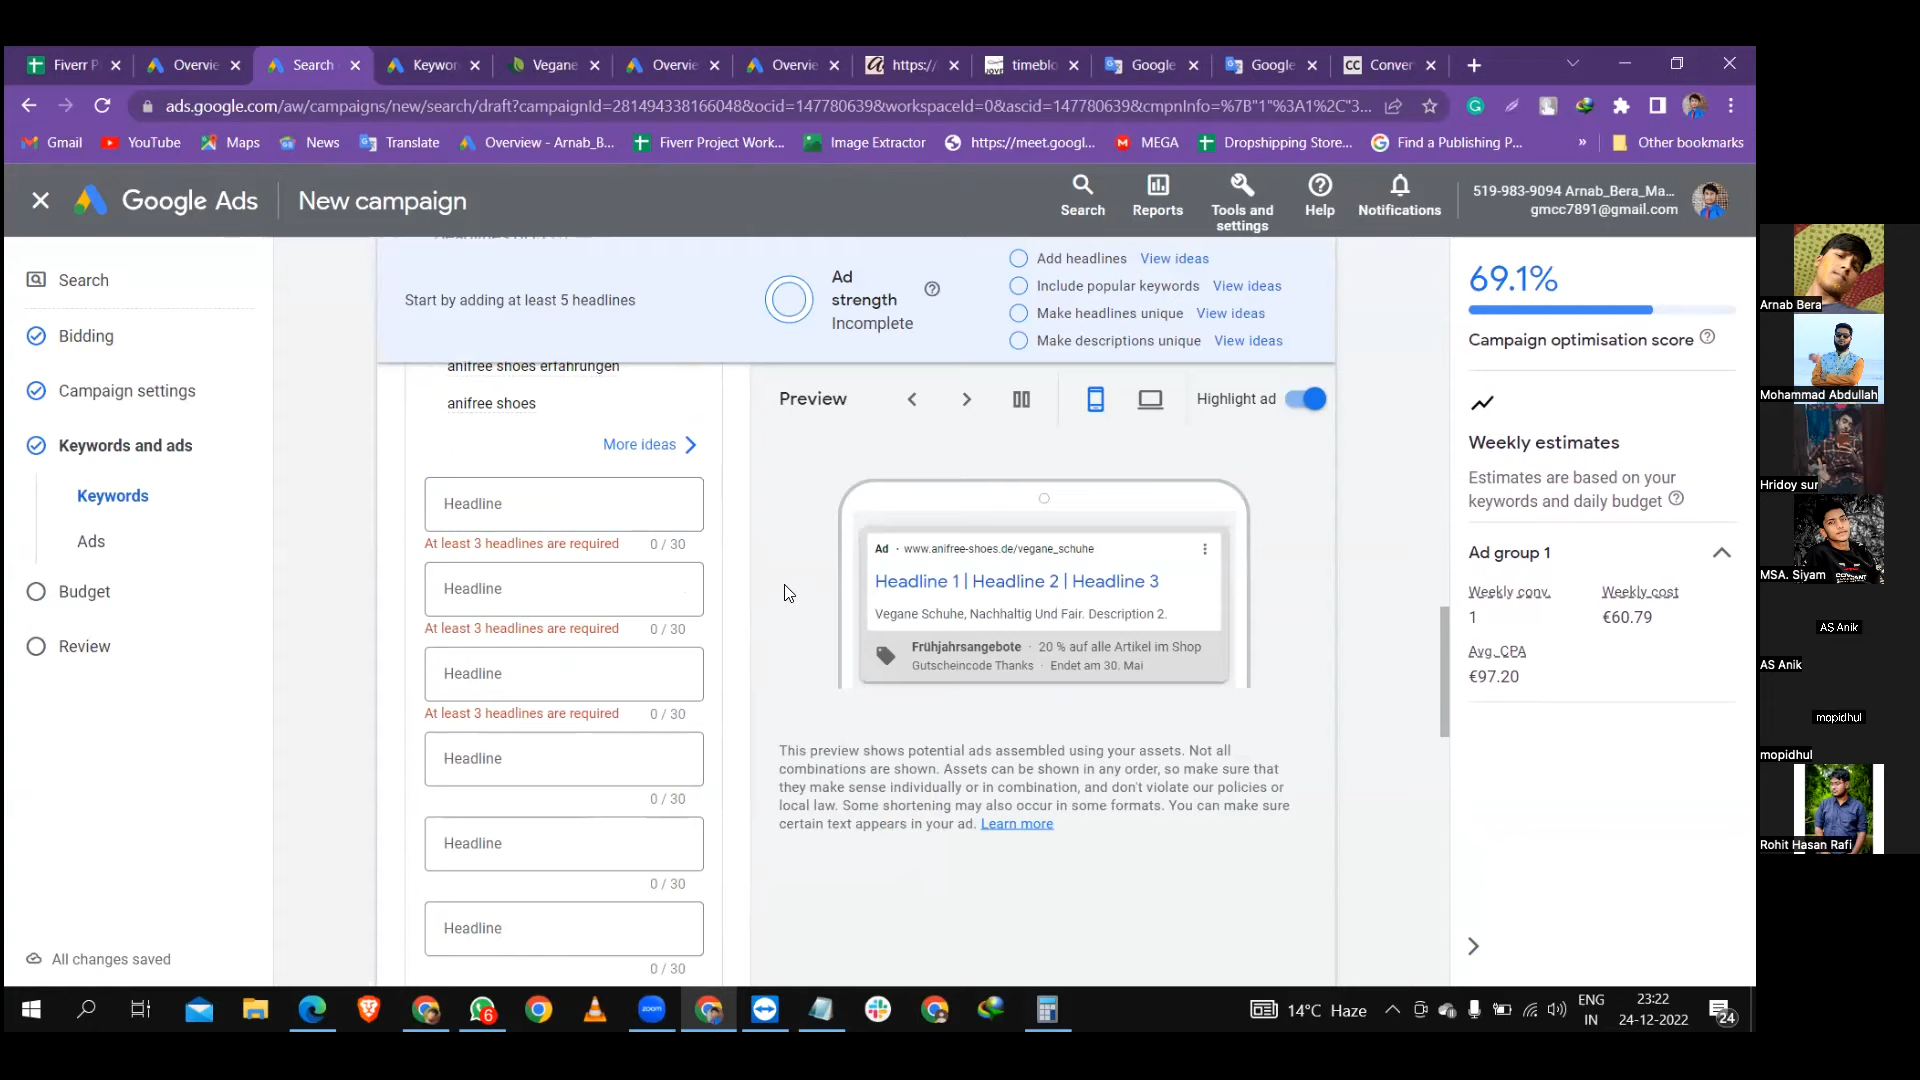 Fiverr P
Overvie
Search
Keywor
Vegane
Overvie
Overvie
https:/
timeblo
Google
Google
Conver
ads.google.com/aw/campaigns/new/search/draft?campaignId=281494338166048&ocid=147780639&workspaceId=0&ascid=147780639&cmpnInfo=%7B"1"%3A1%2C"3...
Gmail
YouTube
Maps
News
Translate
Overview - Arnab_B...
Fiverr Project Work...
Image Extractor
https://meet.googl...
MEGA
Dropshipping Store...
Find a Publishing P...
»
Other bookmarks
Google Ads
New campaign
Search
Reports
Tools and
settings
Help
Notifications
519-983-9094 Arnab_Bera_Ma...
gmcc7891@gmail.com
Search
Bidding
Campaign settings
Keywords and ads
Keywords
Ads
Budget
Review
All changes saved
Start by adding at least 5 headlines
Ad
strength
Incomplete
Add headlines View ideas
Include popular keywords View ideas
Make headlines unique View ideas
Make descriptions unique View ideas
anifree shoes erfahrungen
anifree shoes
More ideas
Headline
At least 3 headlines are required 0 / 30
Headline
At least 3 headlines are required 0 / 30
Headline
At least 3 headlines are required 0 / 30
Headline
0 / 30
Headline
0 / 30
Headline
0 / 30
Preview
Highlight ad
Ad · www.anifree-shoes.de/vegane_schuhe
Headline 1 | Headline 2 | Headline 3
Vegane Schuhe, Nachhaltig Und Fair. Description 2.
Frühjahrsangebote · 20 % auf alle Artikel im Shop
Gutscheincode Thanks · Endet am 30. Mai
This preview shows potential ads assembled using your assets. Not all
combinations are shown. Assets can be shown in any order, so make sure that
they make sense individually or in combination, and don't violate our policies or
local law. Some shortening may also occur in some formats. You can make sure
certain text appears in your ad. Learn more
69.1%
Campaign optimisation score
Weekly estimates
Estimates are based on your
keywords and daily budget
Ad group 1
Weekly conv. Weekly cost
1 €60.79
Avg. CPA
€97.20
Arnab Bera
Mohammad Abdullah
Hridoy sur
MSA. Siyam
AS Anik
AS Anik
mopidhul
mopidhul
Rohit Hasan Rafi
6
zoom
14°C Haze
ENG
IN
23:22
24-12-2022
24